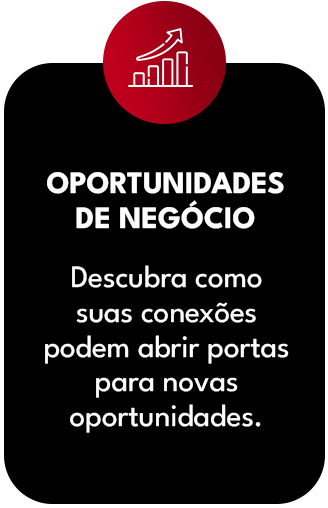 OPORTUNIDADES
DE NEGÓCIO
Descubra como
suas conexões
podem abrir portas
para novas
oportunidades.